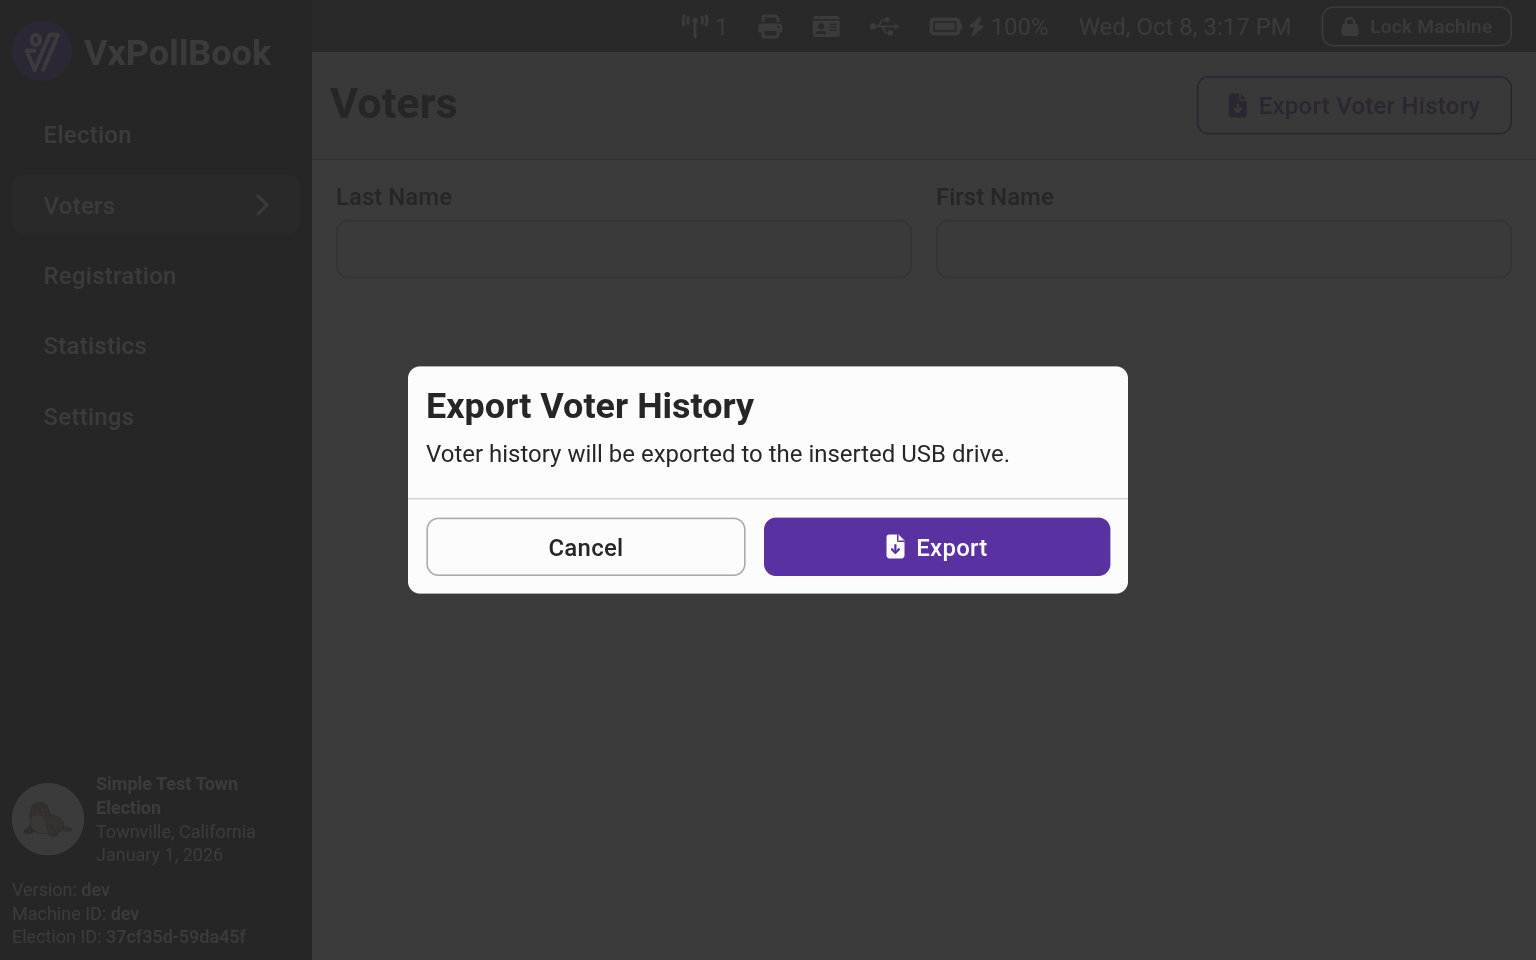 VxPollBook
1
100%
Wed, Oct 8, 3:17 PM
Lock Machine
Election
Voters
Registration
Statistics
Settings
Voters
Export Voter History
Last Name
First Name
Export Voter History
Voter history will be exported to the inserted USB drive.
Cancel
Export
Simple Test Town
Election
Townville, California
January 1, 2026
Version: dev
Machine ID: dev
Election ID: 37cf35d-59da45f